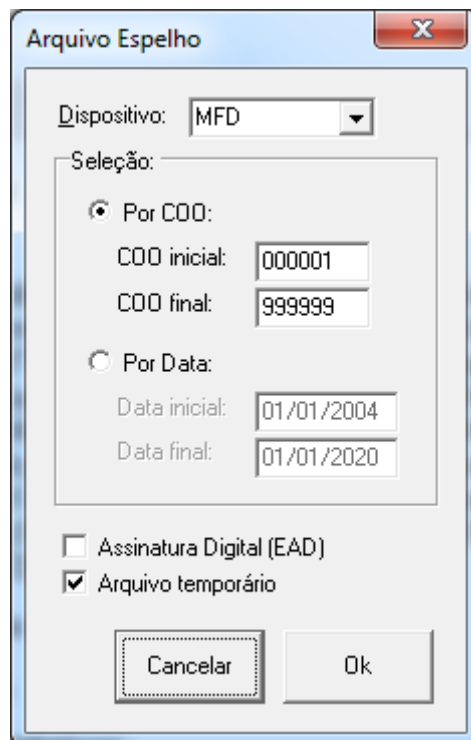 Arquivo Espelho
Dispositivo: MFD
Seleção:
Por COO:
COO inicial: 000001
COO final: 999999
Por Data:
Data inicial: 01/01/2004
Data final: 01/01/2020
Assinatura Digital (EAD)
Arquivo temporário
Cancelar Ok